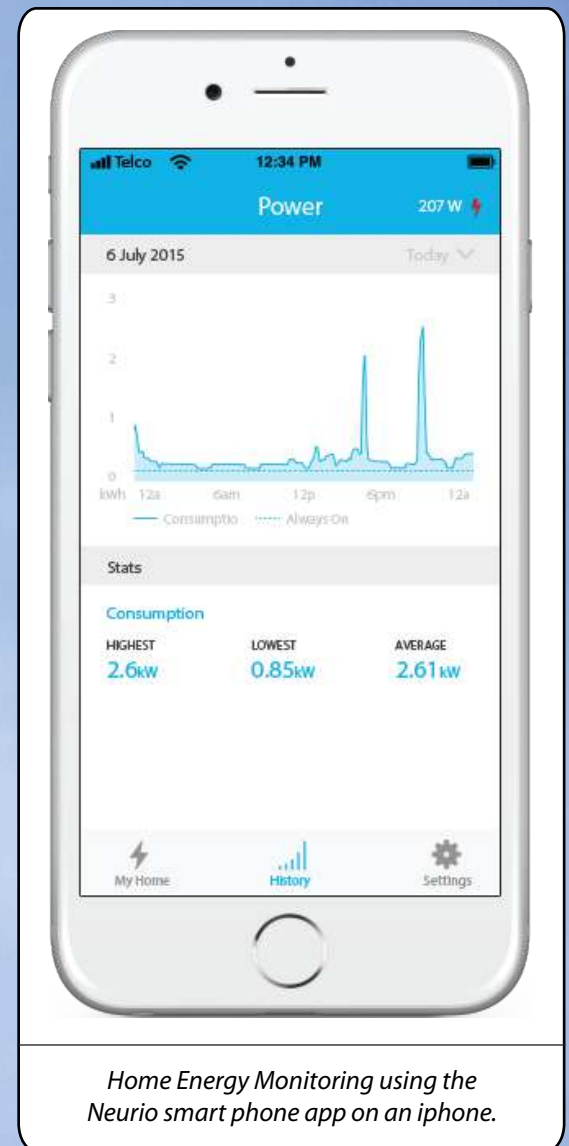 Telco 12:34 PM
Power 207 W
6 July 2015 Today
3
2
1
0
kWh 12a 6am 12p 6pm 12a
Consumptio Always On
Stats
Consumption
HIGHEST LOWEST AVERAGE
2.6kW 0.85kW 2.61kW
My Home History Settings
Home Energy Monitoring using the
Neurio smart phone app on an iphone.